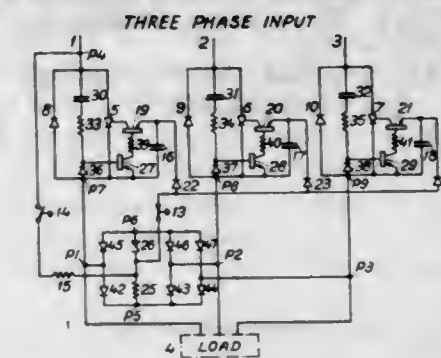 THREE PHASE INPUT
1 2 3
P4
30 31 32
8 5 19 9 6 20 10 7 21
33 34 35
39 16 40 17 41 18
36 27 37 28 38 29
P7 22 P8 23 P9
14 13
P6
P1 45 26 46 47 P2 P3
15 42 25 43 44
P5
4 LOAD